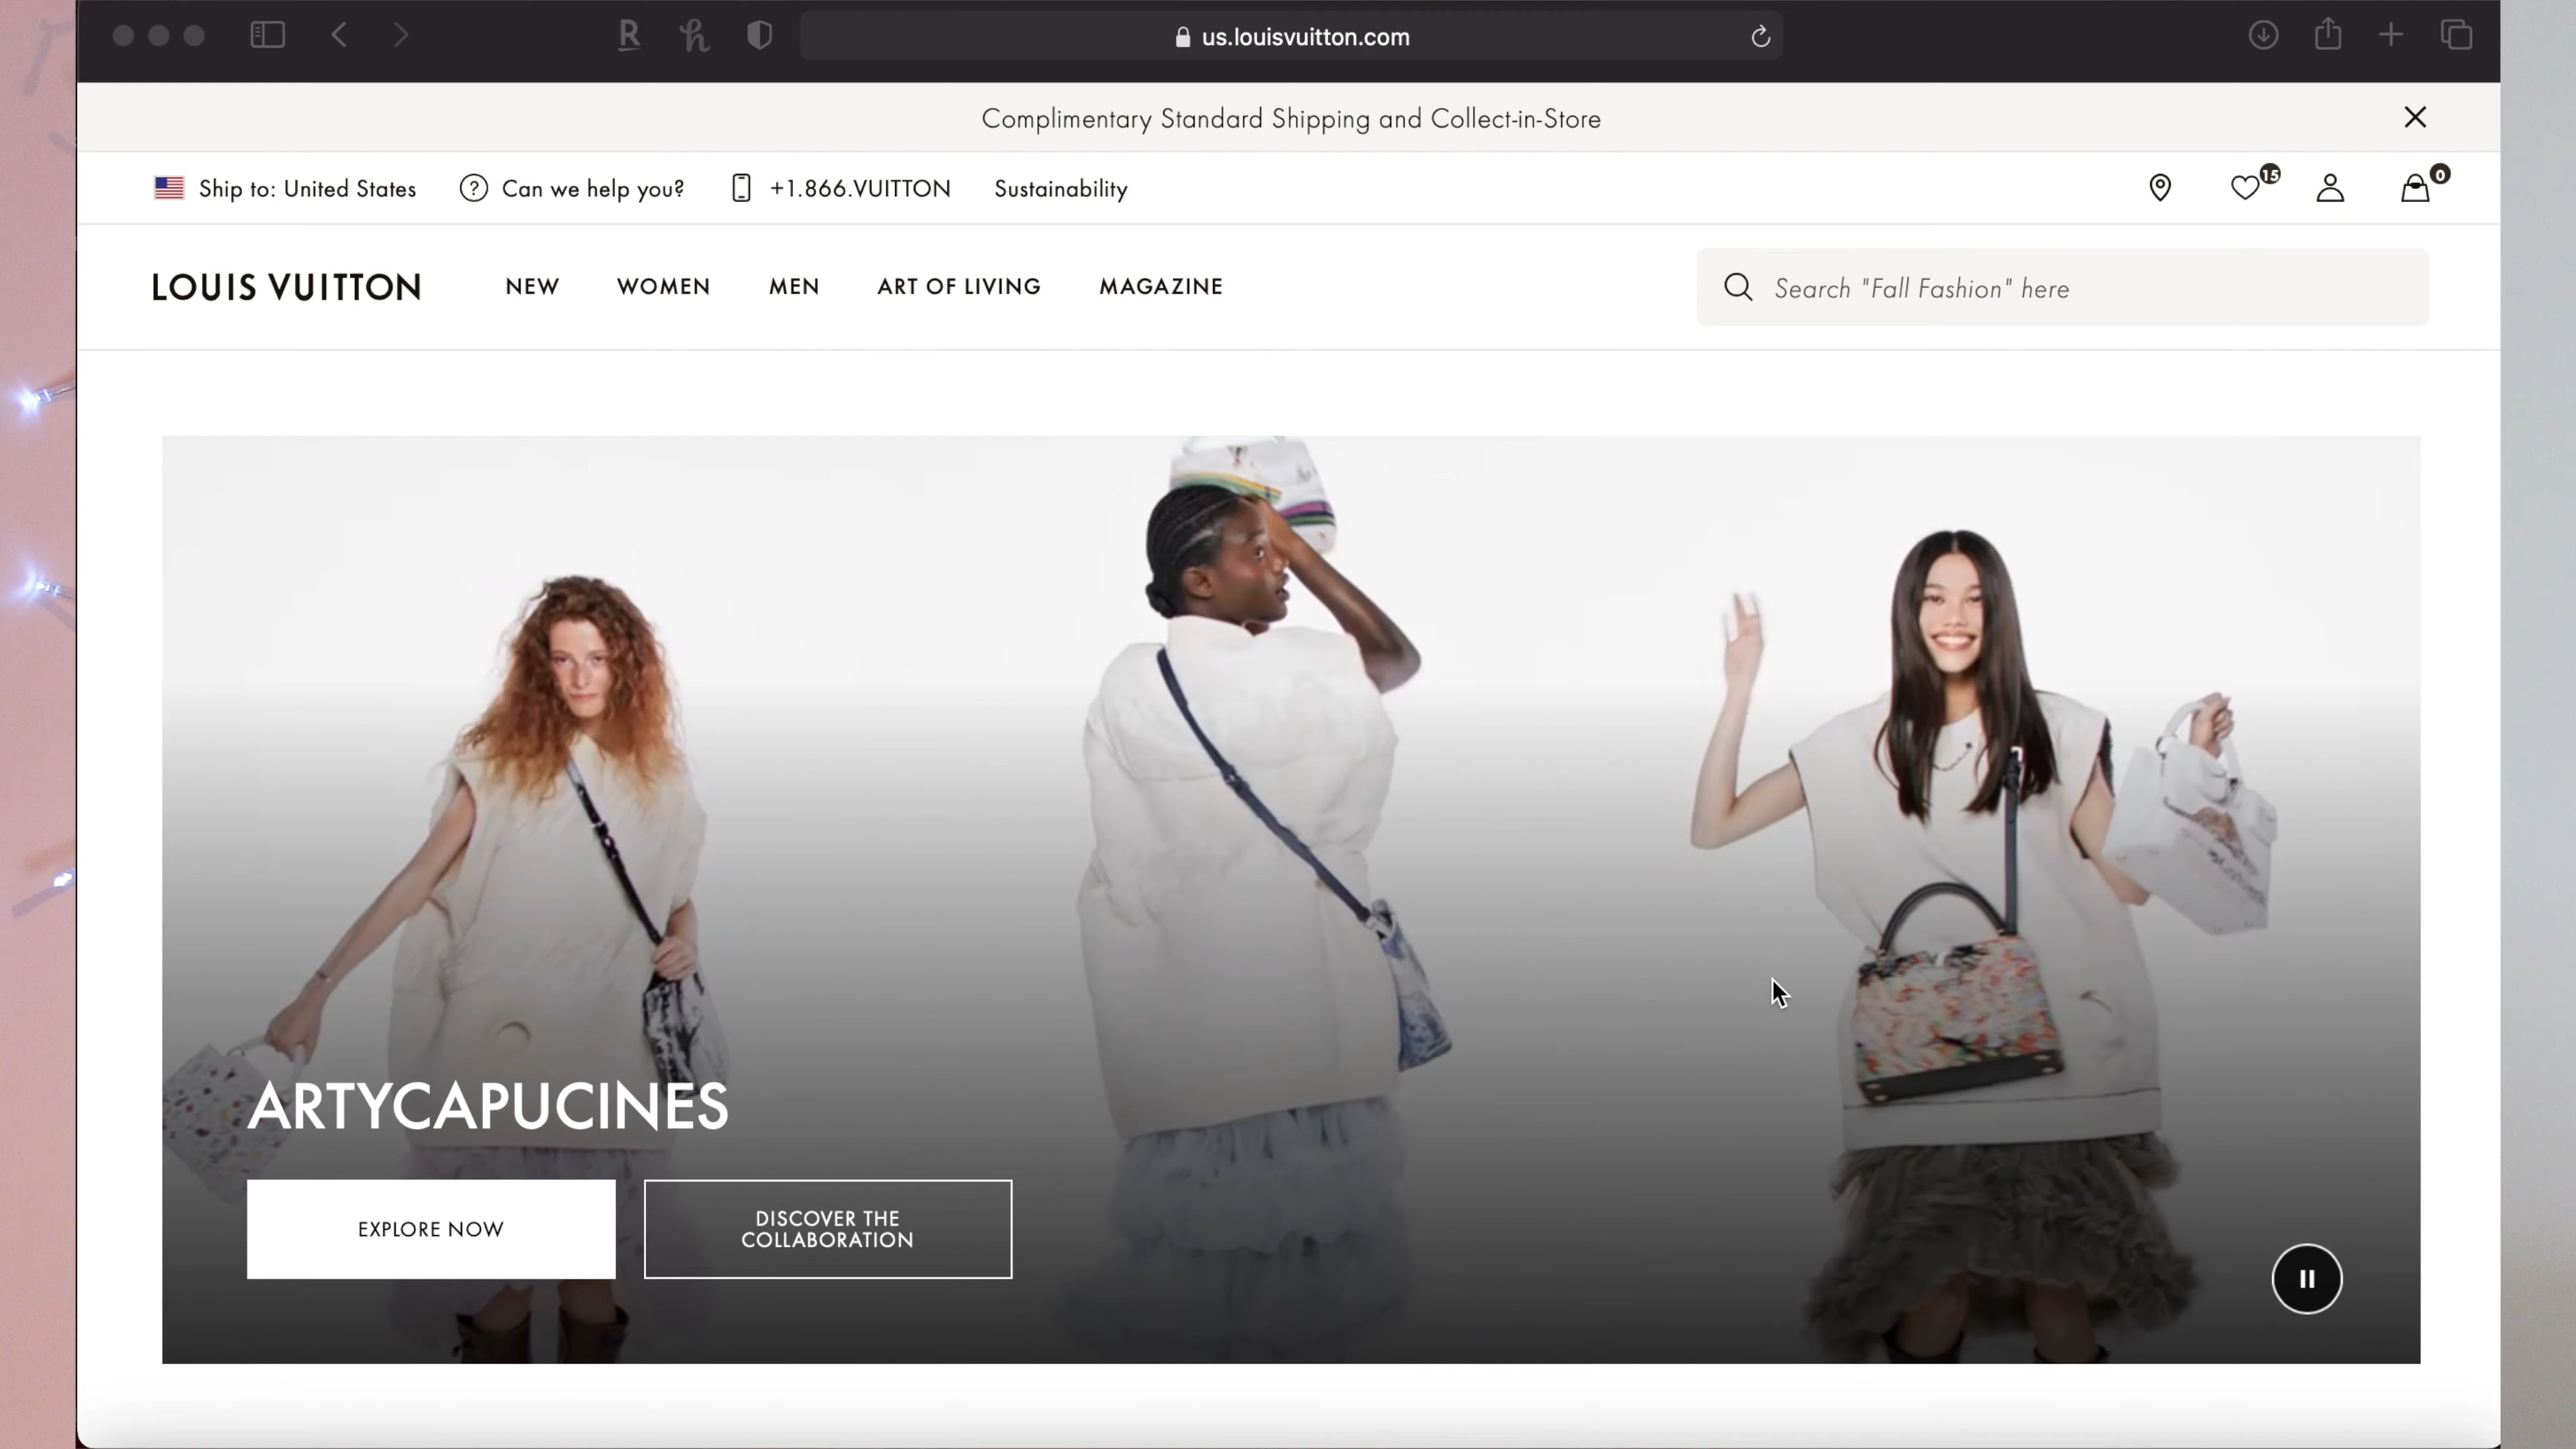 us.louisvuitton.com
Complimentary Standard Shipping and Collect-in-Store
Ship to: United States
Can we help you?
+1.866.VUITTON
Sustainability
15
0
LOUIS VUITTON
NEW
WOMEN
MEN
ART OF LIVING
MAGAZINE
Search "Fall Fashion" here
ARTYCAPUCINES
EXPLORE NOW
DISCOVER THE
COLLABORATION